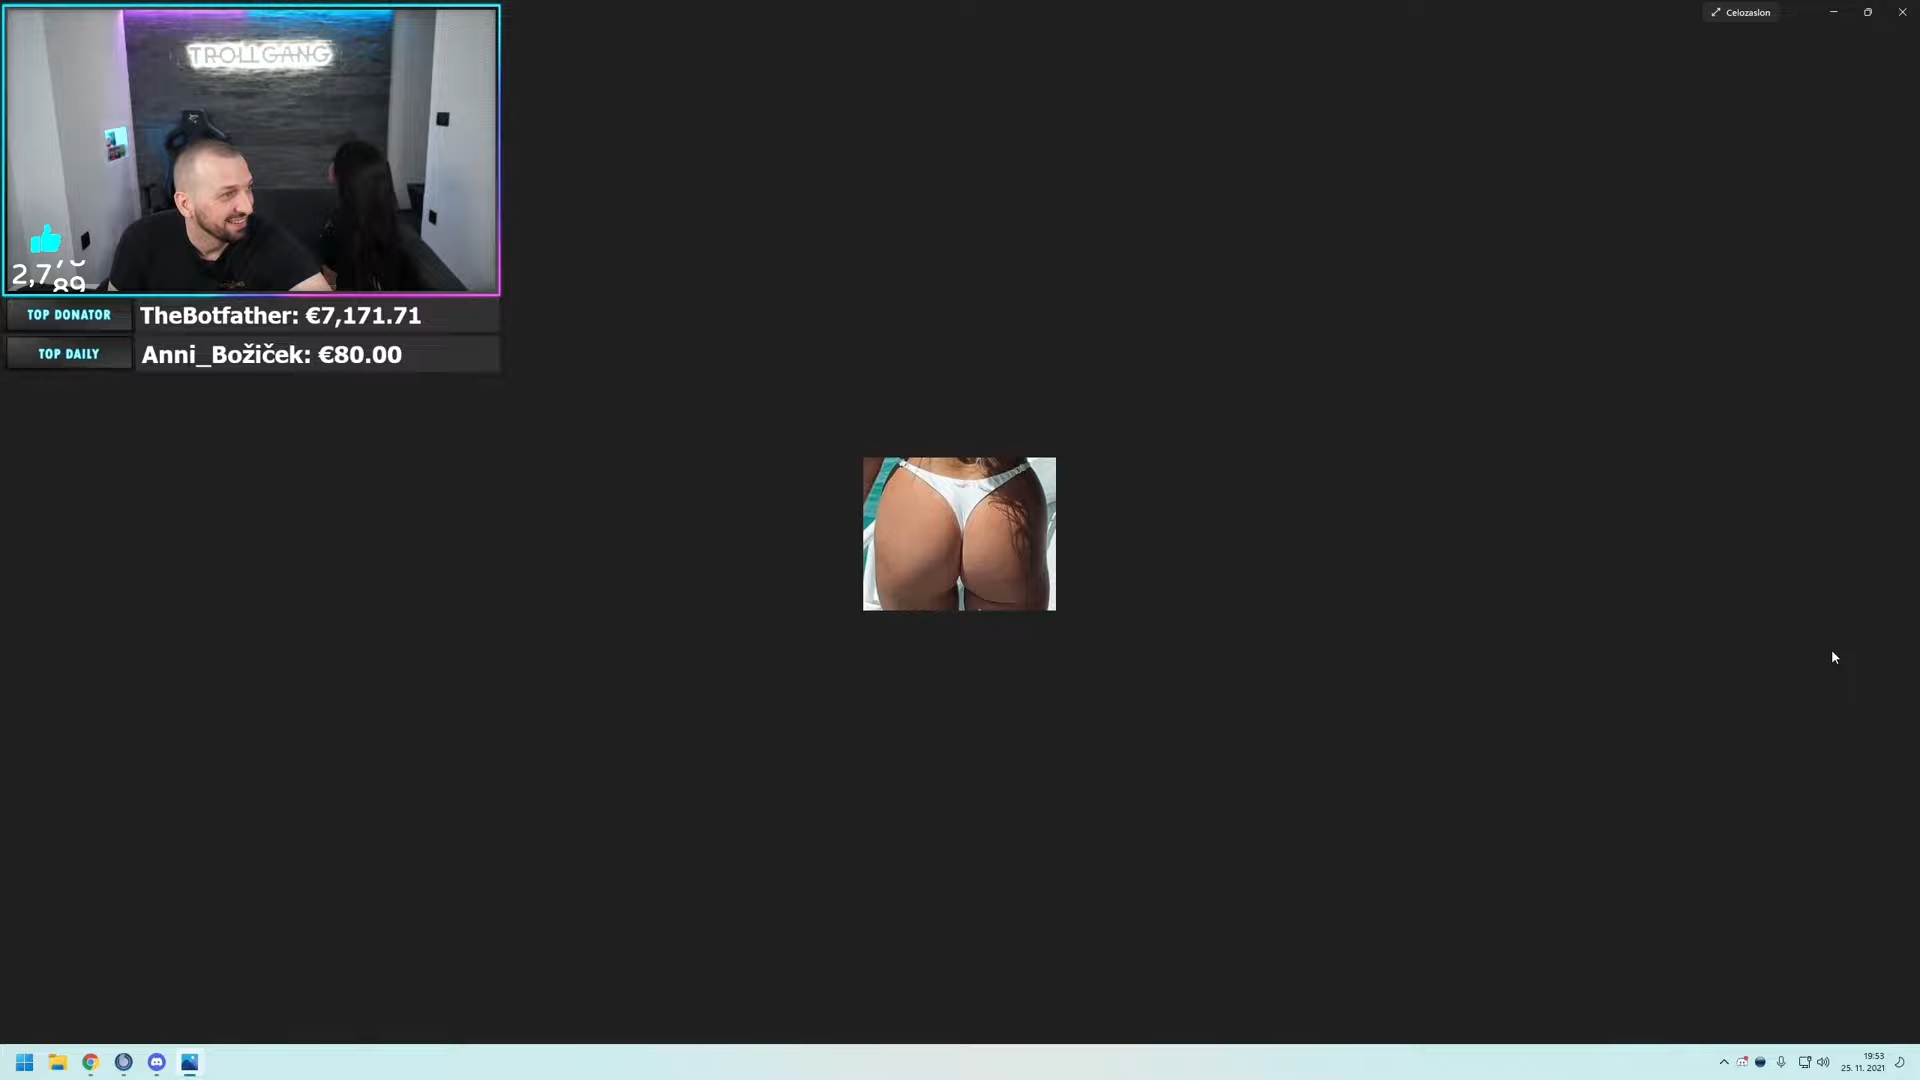 Celozaslon
TROLLGANG
TOP DONATOR
TheBotfather: €7,171.71
TOP DAILY
Anni_Božiček: €80.00
19:53
25. 11. 2021